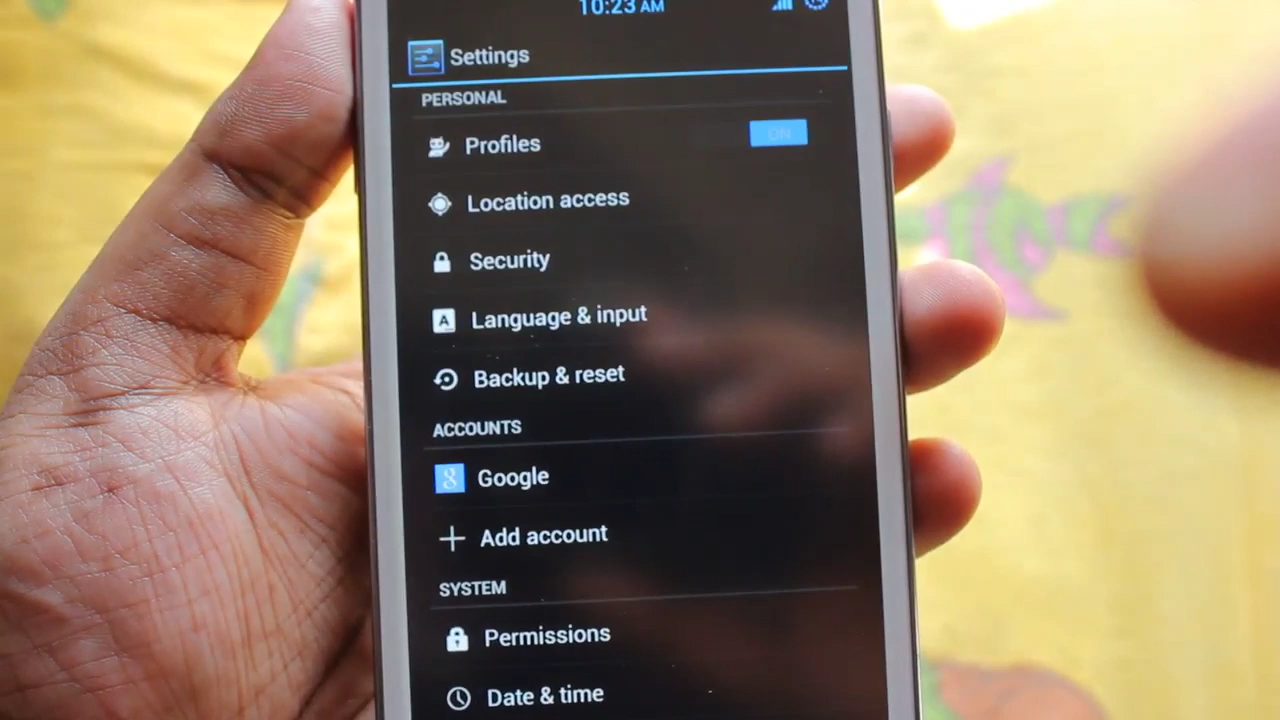 10:23 AM
Settings
PERSONAL
Profiles
ON
Location access
Security
A
Language & input
Backup & reset
ACCOUNTS
g
Google
Add account
SYSTEM
Permissions
Date & time